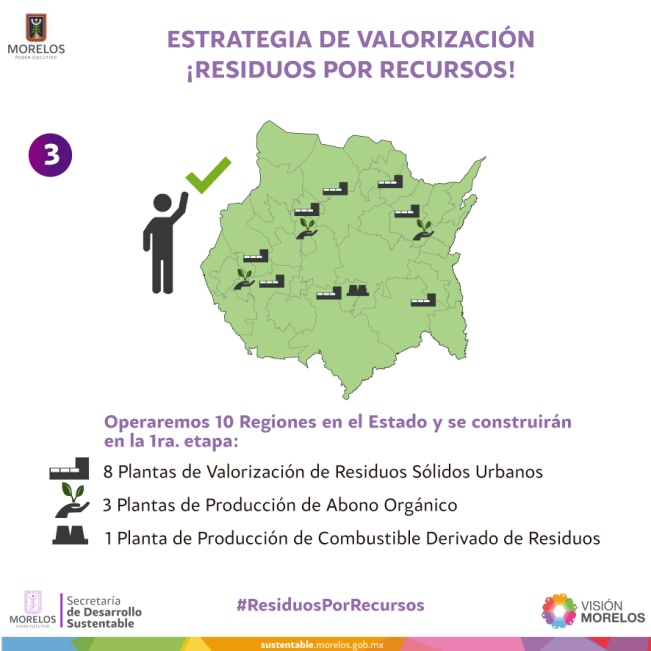 MORELOS
PODER EJECUTIVO
ESTRATEGIA DE VALORIZACIÓN
¡RESIDUOS POR RECURSOS!
3
Operaremos 10 Regiones en el Estado y se construirán
en la 1ra. etapa:
8 Plantas de Valorización de Residuos Sólidos Urbanos
3 Plantas de Producción de Abono Orgánico
1 Planta de Producción de Combustible Derivado de Residuos
MORELOS
PODER EJECUTIVO
Secretaría
de Desarrollo
Sustentable
#ResiduosPorRecursos
VISIÓN
MORELOS
sustentable.morelos.gob.mx